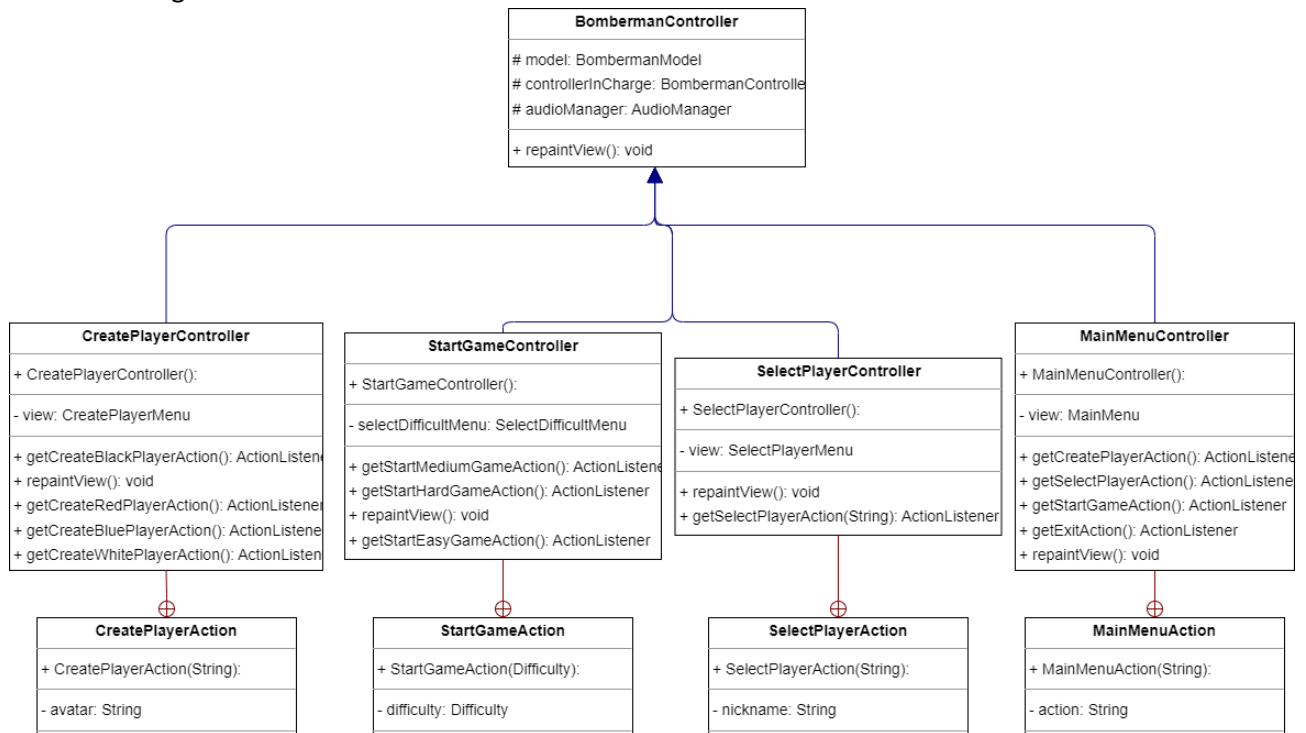 BombermanController
# model: BombermanModel
# controllerInCharge: BombermanControlle
# audioManager: AudioManager
+ repaintView(): void
CreatePlayerController
+ CreatePlayerController():
- view: CreatePlayerMenu
+ getCreateBlackPlayerAction(): ActionListene
+ repaintView(): void
+ getCreateRedPlayerAction(): ActionListener
+ getCreateBluePlayerAction(): ActionListene
+ getCreateWhitePlayerAction(): ActionListen
StartGameController
+ StartGameController():
- selectDifficultMenu: SelectDifficultMenu
+ getStartMediumGameAction(): ActionListene
+ getStartHardGameAction(): ActionListener
+ repaintView(): void
+ getStartEasyGameAction(): ActionListener
SelectPlayerController
+ SelectPlayerController():
- view: SelectPlayerMenu
+ repaintView(): void
+ getSelectPlayerAction(String): ActionListener
MainMenuController
+ MainMenuController():
- view: MainMenu
+ getCreatePlayerAction(): ActionListene
+ getSelectPlayerAction(): ActionListene
+ getStartGameAction(): ActionListener
+ getExitAction(): ActionListener
+ repaintView(): void
CreatePlayerAction
+ CreatePlayerAction(String):
- avatar: String
StartGameAction
+ StartGameAction(Difficulty):
- difficulty: Difficulty
SelectPlayerAction
+ SelectPlayerAction(String):
- nickname: String
MainMenuAction
+ MainMenuAction(String):
- action: String